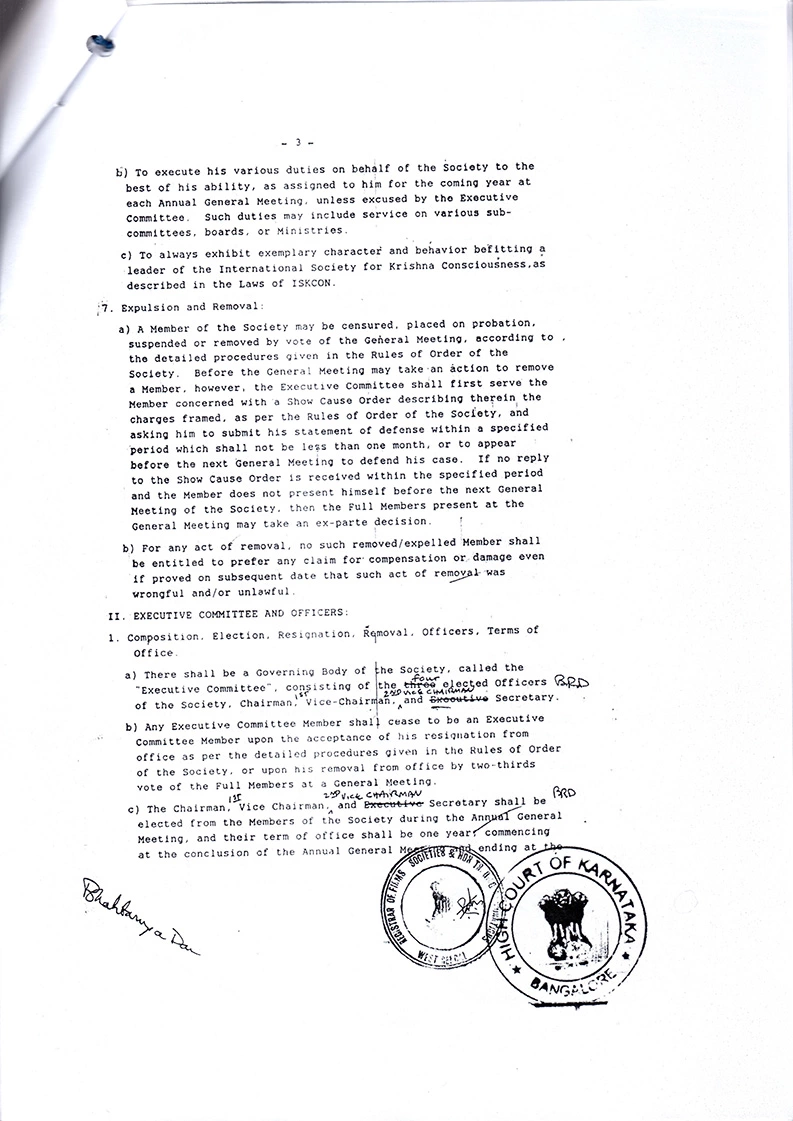 - 3 -
b) To execute his various duties on behalf of the Society to the
best of his ability, as assigned to him for the coming year at
each Annual General Meeting, unless excused by the Executive
Committee. Such duties may include service on various sub-
committees, boards, or Ministries.
c) To always exhibit exemplary character and behavior befitting a
leader of the International Society for Krishna Consciousness,as
described in the Laws of ISKCON.
7. Expulsion and Removal:
a) A Member of the Society may be censured, placed on probation,
suspended or removed by vote of the General Meeting, according to
the detailed procedures given in the Rules of Order of the
Society. Before the General Meeting may take an action to remove
a Member, however, the Executive Committee shall first serve the
Member concerned with a Show Cause Order describing therein the
charges framed, as per the Rules of Order of the Society, and
asking him to submit his statement of defense within a specified
period which shall not be less than one month, or to appear
before the next General Meeting to defend his case. If no reply
to the Show Cause Order is received within the specified period
and the Member does not present himself before the next General
Meeting of the Society, then the Full Members present at the
General Meeting may take an ex-parte decision.
b) For any act of removal, no such removed/expelled Member shall
be entitled to prefer any claim for compensation or damage even
if proved on subsequent date that such act of removal was
wrongful and/or unlawful.
II. EXECUTIVE COMMITTEE AND OFFICERS:
1. Composition, Election, Resignation, Removal, Officers, Terms of
Office.
a) There shall be a Governing Body of the Society, called the
four
"Executive Committee", consisting of the three elected Officers BRD
1ST 2ND VICE CHAIRMAN
of the Society, Chairman, Vice-Chairman, and Executive Secretary.
b) Any Executive Committee Member shall cease to be an Executive
Committee Member upon the acceptance of his resignation from
office as per the detailed procedures given in the Rules of Order
of the Society, or upon his removal from office by two-thirds
vote of the Full Members at a General Meeting.
1ST 2ND VICE CHAIRMAN BRD
c) The Chairman, Vice Chairman, and Executive Secretary shall be
elected from the Members of the Society during the Annual General
Meeting, and their term of office shall be one year, commencing
at the conclusion of the Annual General Meeting and ending at the
REGISTRAR OF FIRMS SOCIETIES & NON TR
WEST BENGAL
HIGH COURT OF KARNATAKA
BANGALORE